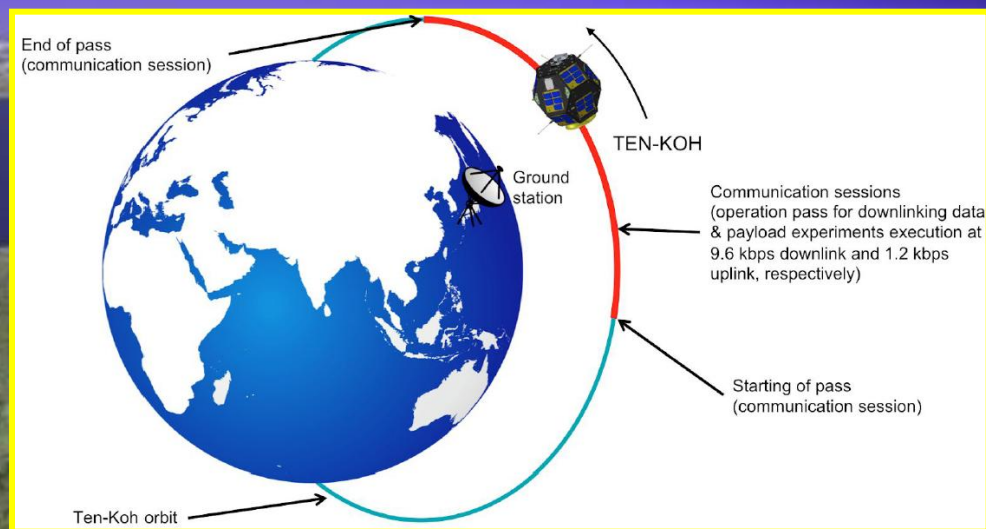 End of pass
(communication session)
TEN-KOH
Ground
station
Communication sessions
(operation pass for downlinking data
& payload experiments execution at
9.6 kbps downlink and 1.2 kbps
uplink, respectively)
Starting of pass
(communication session)
Ten-Koh orbit